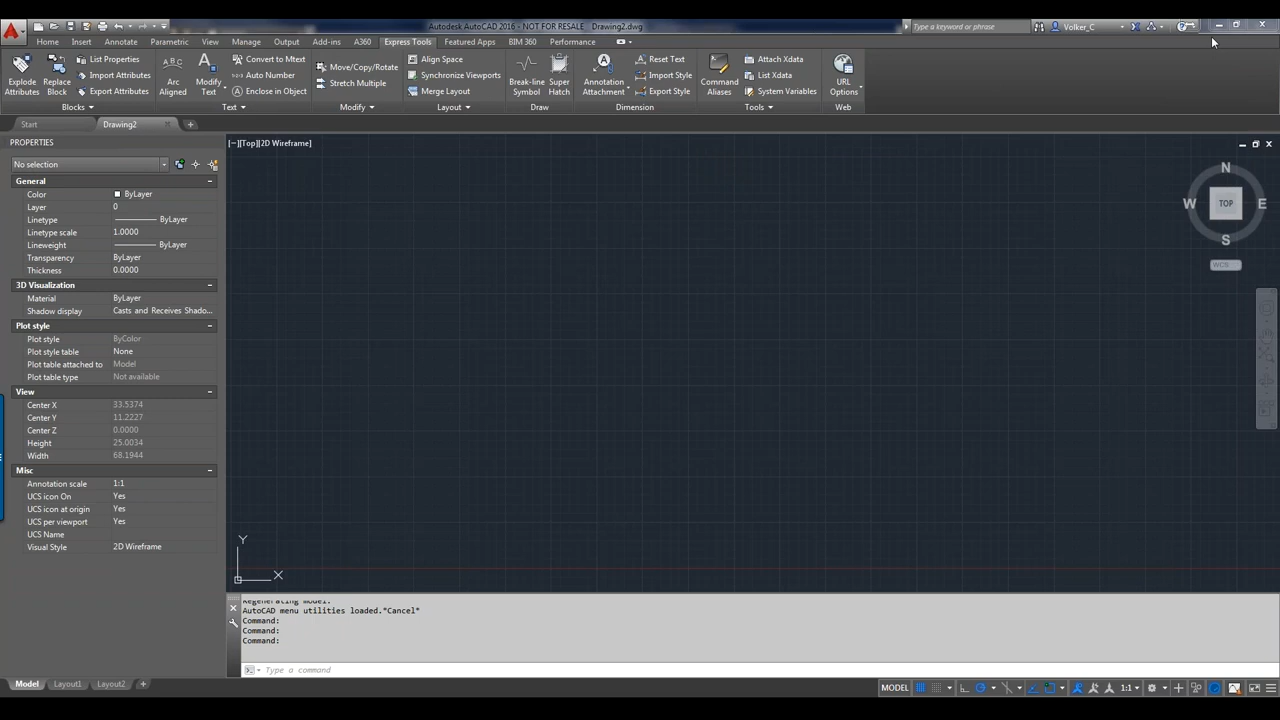 Autodesk AutoCAD 2016 - NOT FOR RESALE Drawing2.dwg
Type a keyword or phrase
Volker_C
Home Insert Annotate Parametric View Manage Output Add-ins A360 Express Tools Featured Apps BIM 360 Performance
Explode Attributes
Replace Block
List Properties
Import Attributes
Export Attributes
Blocks
Arc Aligned
Modify Text
Convert to Mtext
Auto Number
Enclose in Object
Text
Move/Copy/Rotate
Stretch Multiple
Modify
Align Space
Synchronize Viewports
Merge Layout
Layout
Break-line Symbol
Super Hatch
Draw
Annotation Attachment
Reset Text
Import Style
Export Style
Dimension
Command Aliases
Attach Xdata
List Xdata
System Variables
Tools
URL Options
Web
Start Drawing2
PROPERTIES
No selection
General
Color ByLayer
Layer 0
Linetype ByLayer
Linetype scale 1.0000
Lineweight ByLayer
Transparency ByLayer
Thickness 0.0000
3D Visualization
Material ByLayer
Shadow display Casts and Receives Shado...
Plot style
Plot style ByColor
Plot style table None
Plot table attached to Model
Plot table type Not available
View
Center X 33.5374
Center Y 11.2227
Center Z 0.0000
Height 25.0034
Width 68.1944
Misc
Annotation scale 1:1
UCS icon On Yes
UCS icon at origin Yes
UCS per viewport Yes
UCS Name
Visual Style 2D Wireframe
[−][Top][2D Wireframe]
N
W TOP E
S
WCS
Y
X
Regenerating model.
AutoCAD menu utilities loaded.*Cancel*
Command:
Command:
Command:
Type a command
Model Layout1 Layout2
MODEL 1:1